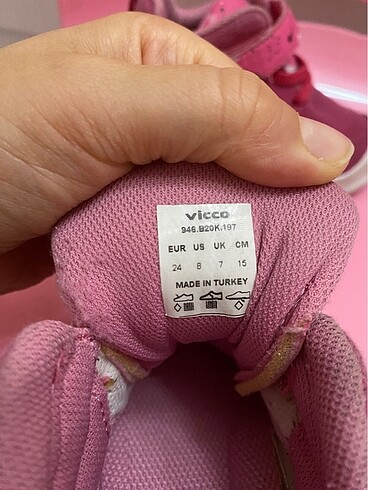 vicco
946.B20K.197
EUR US UK CM
24 8 7 15
MADE IN TURKEY